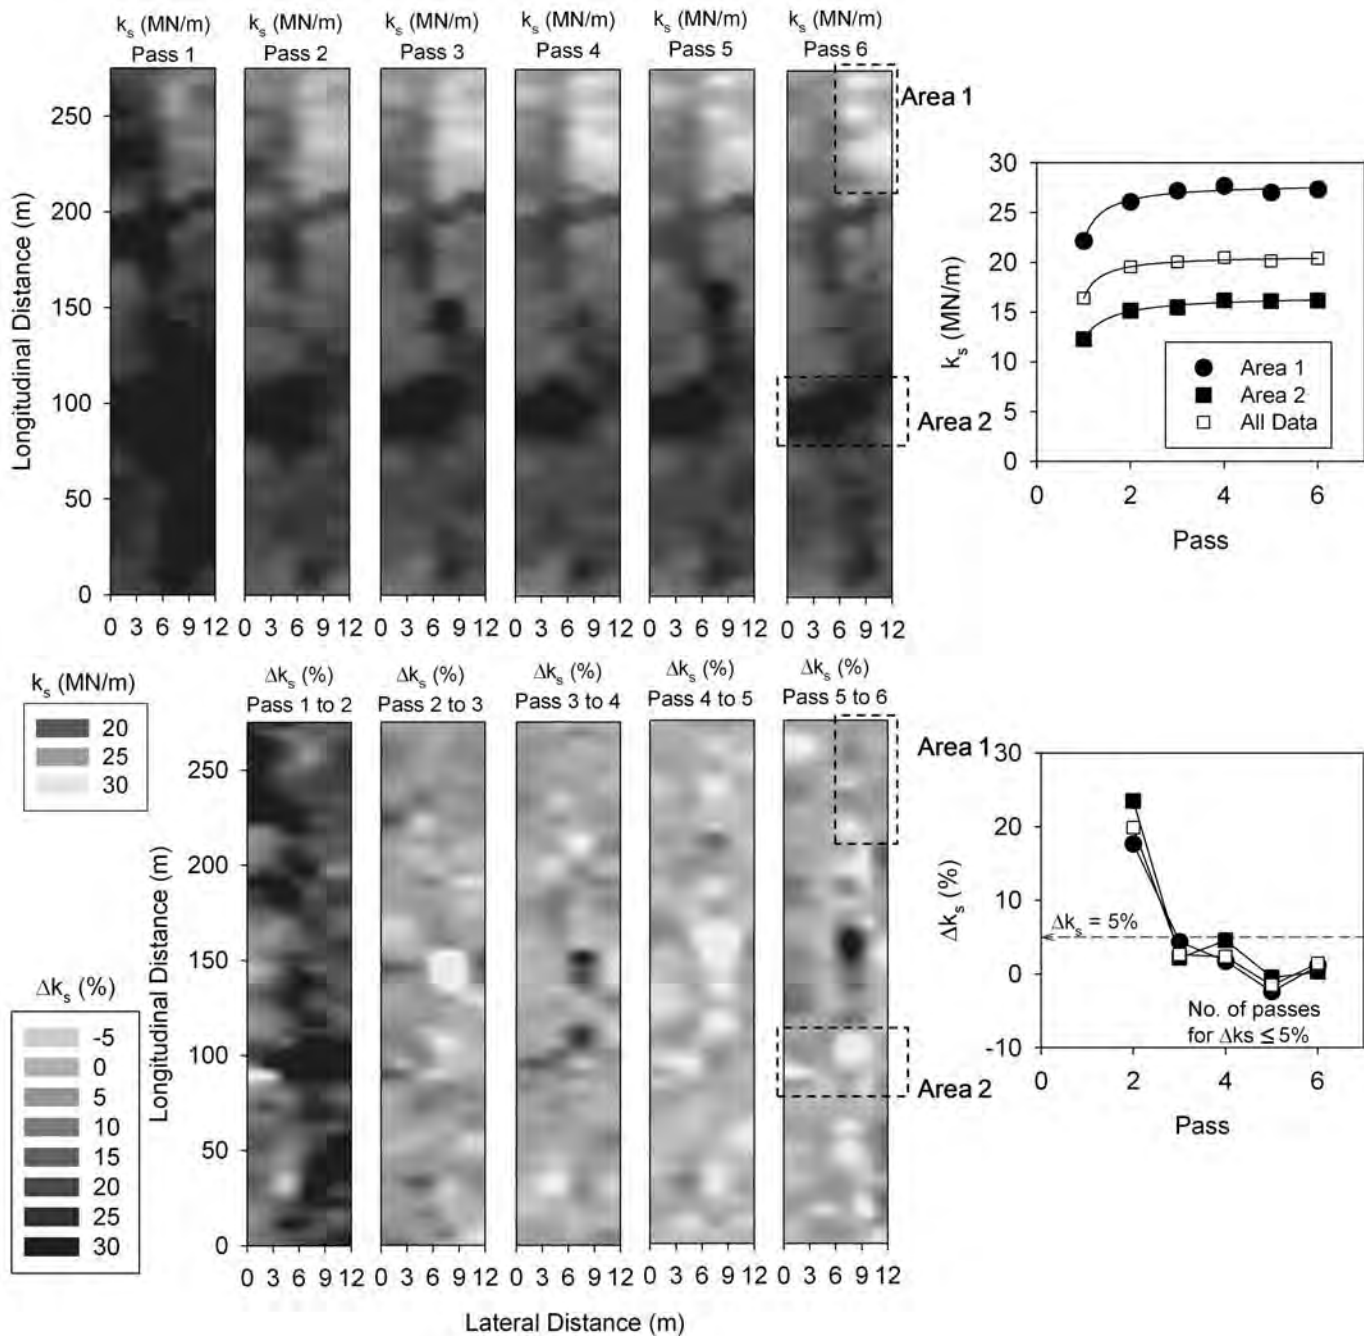 kₛ (MN/m) kₛ (MN/m) kₛ (MN/m) kₛ (MN/m) kₛ (MN/m) kₛ (MN/m)
Pass 1 Pass 2 Pass 3 Pass 4 Pass 5 Pass 6
Longitudinal Distance (m)
250
200
150
100
50
0
0 3 6 9 12 0 3 6 9 12 0 3 6 9 12 0 3 6 9 12 0 3 6 9 12 0 3 6 9 12
Area 1
Area 2
kₛ (MN/m)
30
25
20
15
10
5
0
0 2 4 6
Pass
Area 1
Area 2
All Data
kₛ (MN/m)
20
25
30
Δkₛ (%)
-5
0
5
10
15
20
25
30
Δkₛ (%) Δkₛ (%) Δkₛ (%) Δkₛ (%) Δkₛ (%)
Pass 1 to 2 Pass 2 to 3 Pass 3 to 4 Pass 4 to 5 Pass 5 to 6
Longitudinal Distance (m)
250
200
150
100
50
0
0 3 6 9 12 0 3 6 9 12 0 3 6 9 12 0 3 6 9 12 0 3 6 9 12
Lateral Distance (m)
Area 1
Area 2
Δkₛ (%)
30
20
10
0
-10
Δkₛ = 5%
No. of passes
for Δks ≤ 5%
0 2 4 6
Pass